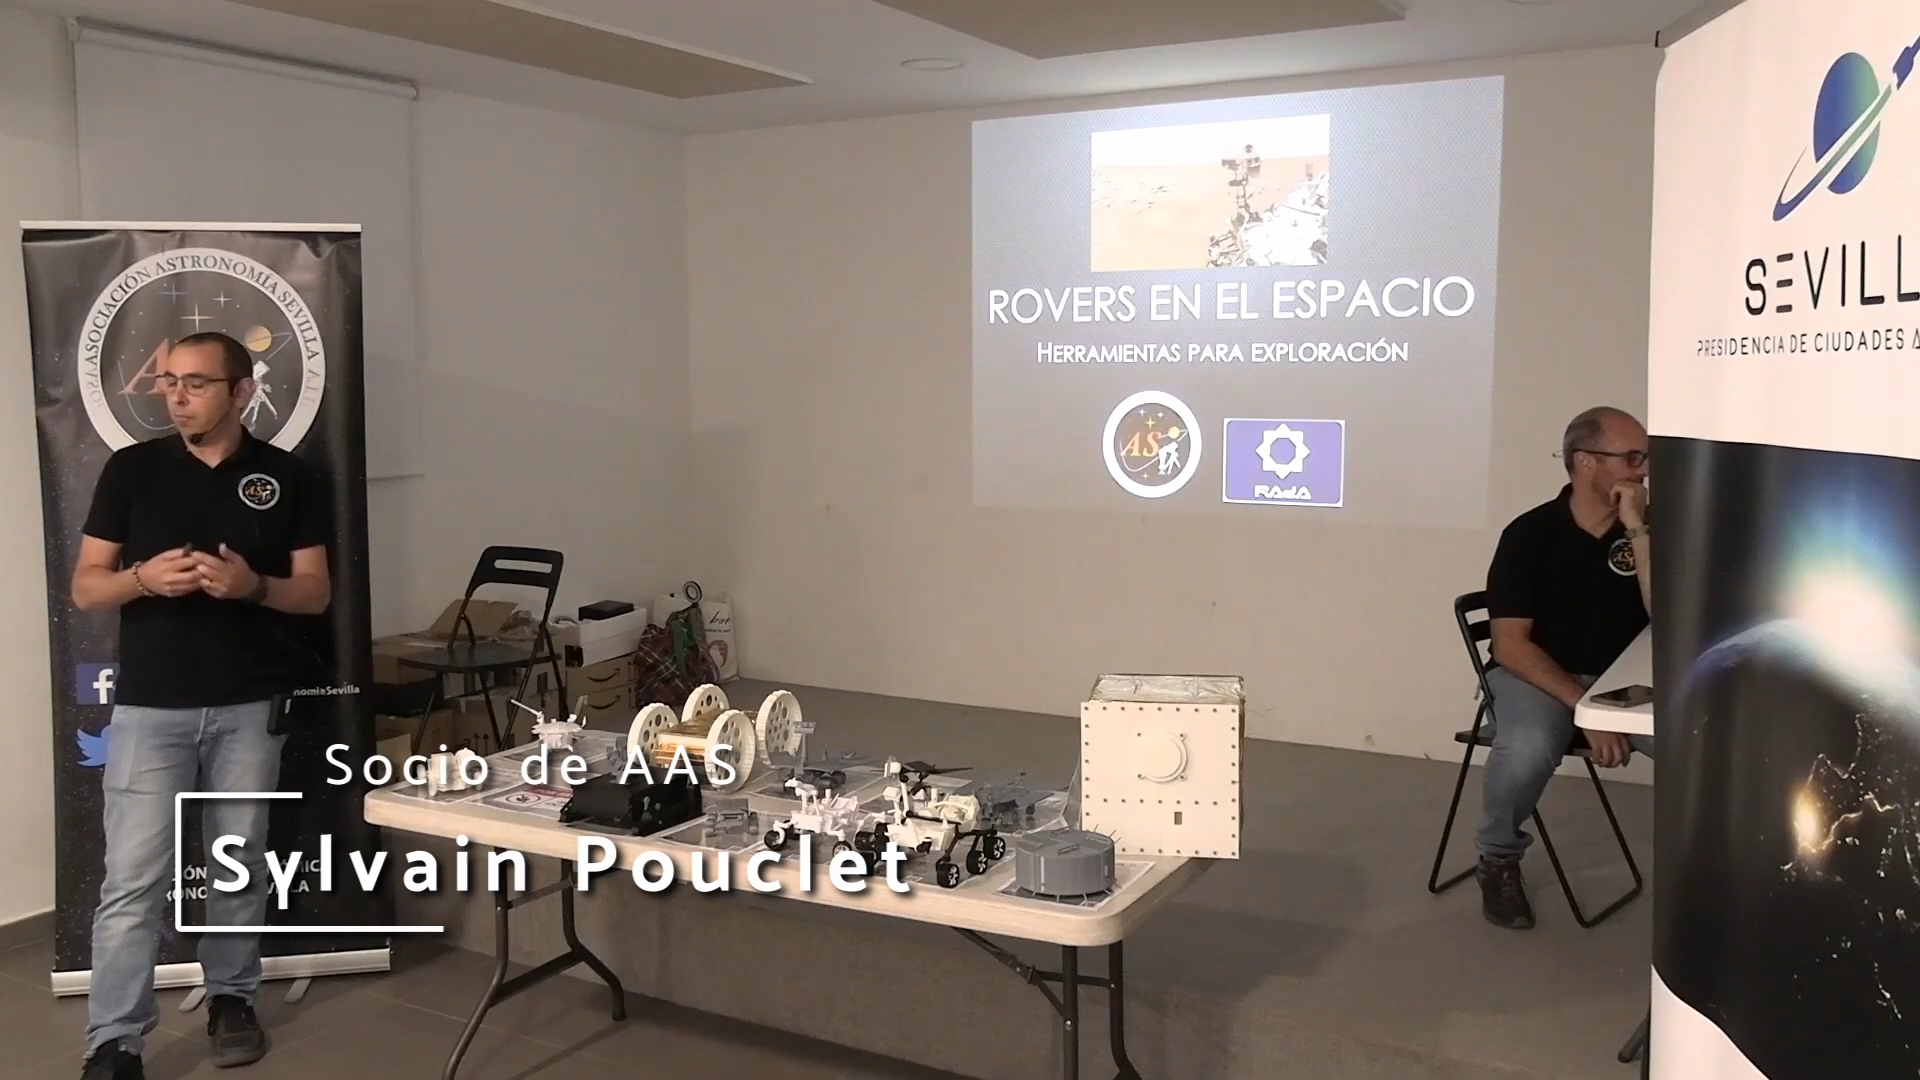 ASOCIACIÓN ASTRONOMÍA SEVILLA
AS
nomiaSevilla
ROVERS EN EL ESPACIO
HERRAMIENTAS PARA EXPLORACIÓN
AS
RAdA
SEVILL
PRESIDENCIA DE CIUDADES A
Socio de AAS
Sylvain Pouclet